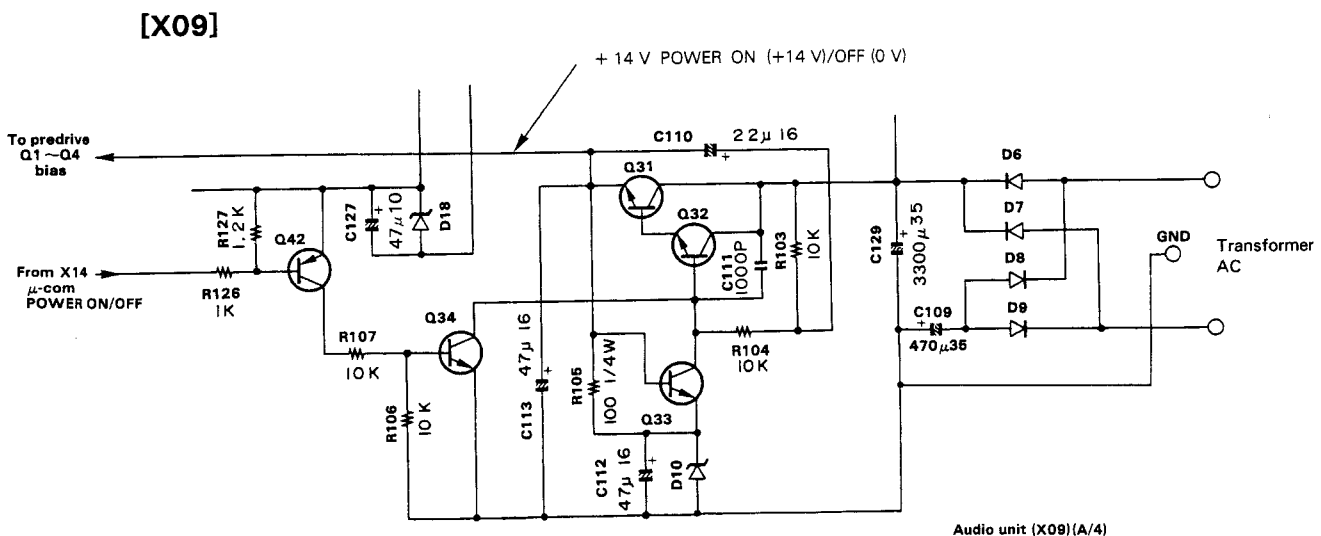 [X09]
+ 14 V POWER ON (+14 V)/OFF (0 V)
To predrive
Q1~Q4
bias
C110
22μ 16
Q31
D6
Q32
D7
R127
1.2K
Q42
C127
47μ10
D18
C111
1000P
R103
10K
C129
3300μ35
GND
Transformer
AC
D8
From X14
μ-com
POWER ON/OFF
R126
1K
C109
470μ35
D9
R107
10K
Q34
R104
10K
R106
10K
C113
47μ 16
R105
100 1/4W
Q33
C112
47μ 16
D10
Audio unit (X09)(A/4)